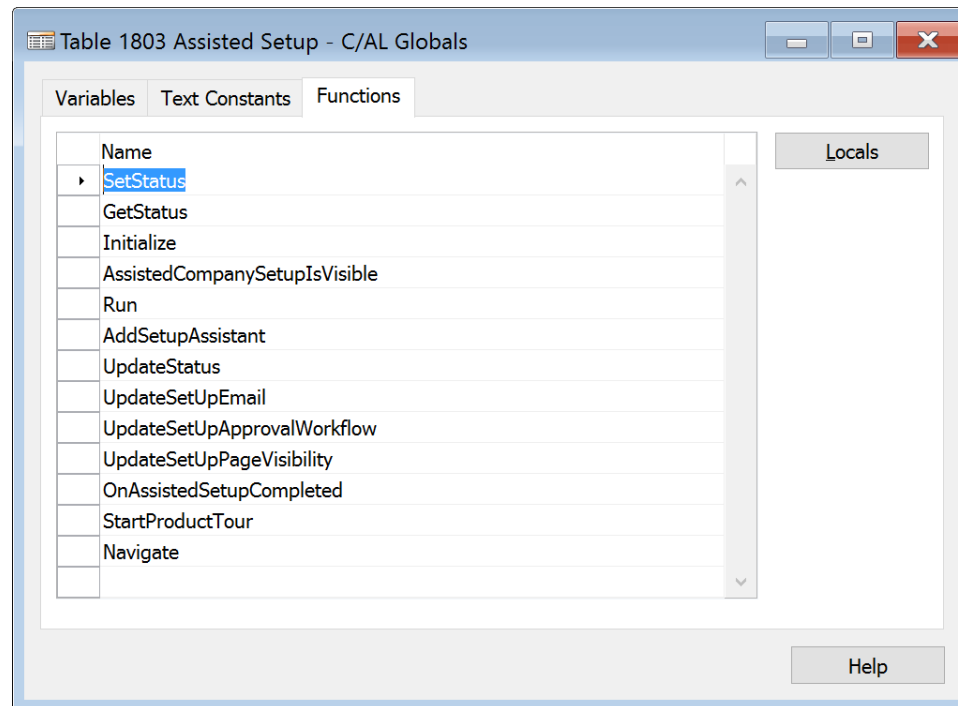 Table 1803 Assisted Setup - C/AL Globals
Variables Text Constants Functions
Name
Locals
SetStatus
GetStatus
Initialize
AssistedCompanySetupIsVisible
Run
AddSetupAssistant
UpdateStatus
UpdateSetUpEmail
UpdateSetUpApprovalWorkflow
UpdateSetUpPageVisibility
OnAssistedSetupCompleted
StartProductTour
Navigate
Help